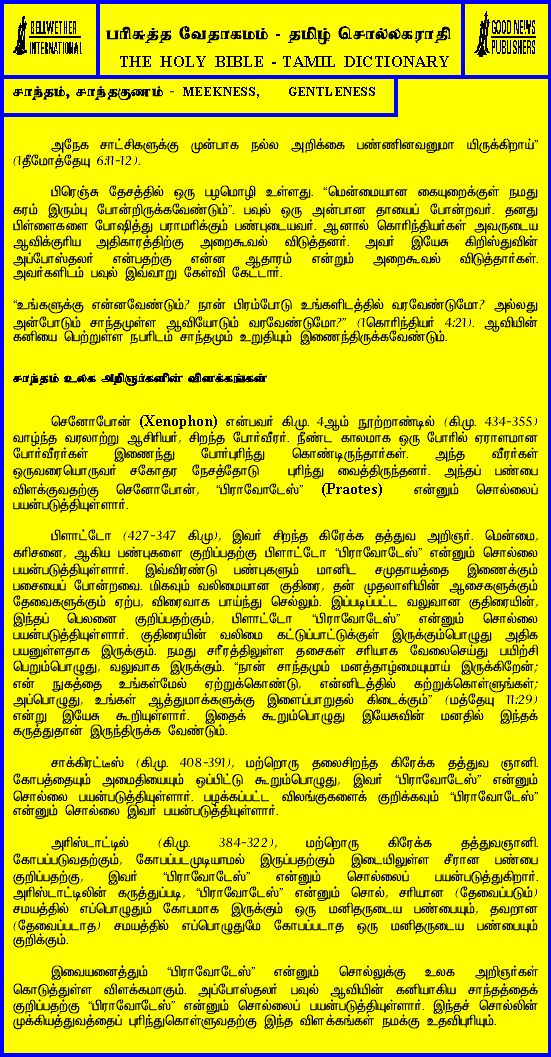 BELLWETHER
INTERNATIONAL
பரிசுத்த வேதாகமம் - தமிழ் சொல்லகராதி
THE HOLY BIBLE - TAMIL DICTIONARY
GOOD NEWS
PUBLISHERS
சாந்தம், சாந்தகுணம் - MEEKNESS, GENTLENESS
அநேக சாட்சிகளுக்கு முன்பாக நல்ல அறிக்கை பண்ணினவனுமா யிருக்கிறாய்”
(1தீமோத்தேயு 6:11-12).
பிரெஞ்சு தேசத்தில் ஒரு பழமொழி உள்ளது. “மென்மையான கையுறைக்குள் நமது
கரம் இரும்பு போன்றிருக்கவேண்டும்”. பவுல் ஒரு அன்பான தாயைப் போன்றவர். தனது
பிள்ளைகளை போஷித்து பராமரிக்கும் பண்புடையவர். ஆனால் கொரிந்தியர்கள் அவருடைய
ஆவிக்குரிய அதிகாரத்திற்கு அறைகூவல் விடுத்தனர். அவர் இயேசு கிறிஸ்துவின்
அப்போஸ்தலர் என்பதற்கு என்ன ஆதாரம் என்றும் அறைகூவல் விடுத்தார்கள்.
அவர்களிடம் பவுல் இவ்வாறு கேள்வி கேட்டார்.
“உங்களுக்கு என்னவேண்டும்? நான் பிரம்போடு உங்களிடத்தில் வரவேண்டுமோ? அல்லது
அன்போடும் சாந்தமுள்ள ஆவியோடும் வரவேண்டுமோ?” (1கொரிந்தியர் 4:21). ஆவியின்
கனியை பெற்றுள்ள நபரிடம் சாந்தமும் உறுதியும் இணைந்திருக்கவேண்டும்.
சாந்தம் உலக அறிஞர்களின் விளக்கங்கள்
செனோபோன் (Xenophon) என்பவர் கி.மு. 4ஆம் நூற்றாண்டில் (கி.மு. 434-355)
வாழ்ந்த வரலாற்று ஆசிரியர், சிறந்த போர்வீரர். நீண்ட காலமாக ஒரு போரில் ஏராளமான
போர்வீரர்கள் இணைந்து போர்புரிந்து கொண்டிருந்தார்கள். அந்த வீரர்கள்
ஒருவரையொருவர் சகோதர நேசத்தோடு புரிந்து வைத்திருந்தனர். அந்தப் பண்பை
விளக்குவதற்கு செனோபோன், “பிராவோடேஸ்” (Praotes) என்னும் சொல்லைப்
பயன்படுத்தியுள்ளார்.
பிளாட்டோ (427-347 கி.மு), இவர் சிறந்த கிரேக்க தத்துவ அறிஞர். மென்மை,
கரிசனை, ஆகிய பண்புகளை குறிப்பதற்கு பிளாட்டோ “பிராவோடேஸ்” என்னும் சொல்லை
பயன்படுத்தியுள்ளார். இவ்விரண்டு பண்புகளும் மானிட சமுதாயத்தை இணைக்கும்
பசையைப் போன்றவை. மிகவும் வலிமையான குதிரை, தன் முதலாளியின் ஆசைகளுக்கும்
தேவைகளுக்கும் ஏற்ப, விரைவாக பாய்ந்து செல்லும். இப்படிப்பட்ட வலுவான குதிரையின்,
இந்தப் பெலனை குறிப்பதற்கும், பிளாட்டோ “பிராவோடேஸ்” என்னும் சொல்லை
பயன்படுத்தியுள்ளார். குதிரையின் வலிமை கட்டுப்பாட்டுக்குள் இருக்கும்பொழுது அதிக
பயனுள்ளதாக இருக்கும். நமது சரீரத்திலுள்ள தசைகள் சரியாக வேலைசெய்து பயிற்சி
பெறும்பொழுது, வலுவாக இருக்கும். “நான் சாந்தமும் மனத்தாழ்மையுமாய் இருக்கிறேன்;
என் நுகத்தை உங்கள்மேல் ஏற்றுக்கொண்டு, என்னிடத்தில் கற்றுக்கொள்ளுங்கள்;
அப்பொழுது, உங்கள் ஆத்துமாக்களுக்கு இளைப்பாறுதல் கிடைக்கும்” (மத்தேயு 11:29)
என்று இயேசு கூறியுள்ளார். இதைக் கூறும்பொழுது இயேசுவின் மனதில் இந்தக்
கருத்துதான் இருந்திருக்க வேண்டும்.
சாக்கிரட்டீஸ் (கி.மு. 408-391), மற்றொரு தலைசிறந்த கிரேக்க தத்துவ ஞானி.
கோபத்தையும் அமைதியையும் ஒப்பிட்டு கூறும்பொழுது, இவர் “பிராவோடேஸ்” என்னும்
சொல்லை பயன்படுத்தியுள்ளார். பழக்கப்பட்ட விலங்குகளைக் குறிக்கவும் “பிராவோடேஸ்”
என்னும் சொல்லை இவர் பயன்படுத்தியுள்ளார்.
அரிஸ்டாட்டில் (கி.மு. 384-322), மற்றொரு கிரேக்க தத்துவஞானி.
கோபப்படுவதற்கும், கோபப்படமுடியாமல் இருப்பதற்கும் இடையிலுள்ள சீரான பண்பை
குறிப்பதற்கு, இவர் “பிராவோடேஸ்” என்னும் சொல்லைப் பயன்படுத்துகிறார்.
அரிஸ்டாட்டிலின் கருத்துப்படி, “பிராவோடேஸ்” என்னும் சொல், சரியான (தேவைப்படும்)
சமயத்தில் எப்பொழுதும் கோபமாக இருக்கும் ஒரு மனிதருடைய பண்பையும், தவறான
(தேவைப்படாத) சமயத்தில் எப்பொழுதுமே கோபப்படாத ஒரு மனிதருடைய பண்பையும்
குறிக்கும்.
இவையனைத்தும் “பிராவோடேஸ்” என்னும் சொல்லுக்கு உலக அறிஞர்கள்
கொடுத்துள்ள விளக்கமாகும். அப்போஸ்தலர் பவுல் ஆவியின் கனியாகிய சாந்தத்தைக்
குறிப்பதற்கு “பிராவோடேஸ்” என்னும் சொல்லைப் பயன்படுத்தியுள்ளார். இந்தச் சொல்லின்
முக்கியத்துவத்தைப் புரிந்துகொள்ளுவதற்கு இந்த விளக்கங்கள் நமக்கு உதவிபுரியும்.